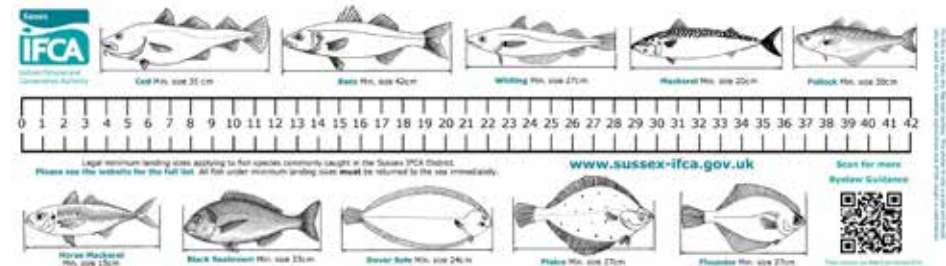 Sussex
IFCA
Inshore Fisheries and
Conservation Authority
Cod Min. size 35 cm
Bass Min. size 42cm
Whiting Min. size 27cm
Mackerel Min. size 20cm
Pollock Min. size 30cm
0 1 2 3 4 5 6 7 8 9 10 11 12 13 14 15 16 17 18 19 20 21 22 23 24 25 26 27 28 29 30 31 32 33 34 35 36 37 38 39 40 41 42
Legal minimum landing sizes applying to fish species commonly caught in the Sussex IFCA District.
Please see the website for the full list. All fish under minimum landing sizes must be returned to the sea immediately.
www.sussex-ifca.gov.uk
Scan for more
Byelaw Guidance
Horse Mackerel
Min. size 15cm
Black Seabream Min. size 23cm
Dover Sole Min. size 24cm
Plaice Min. size 27cm
Flounder Min. size 27cm